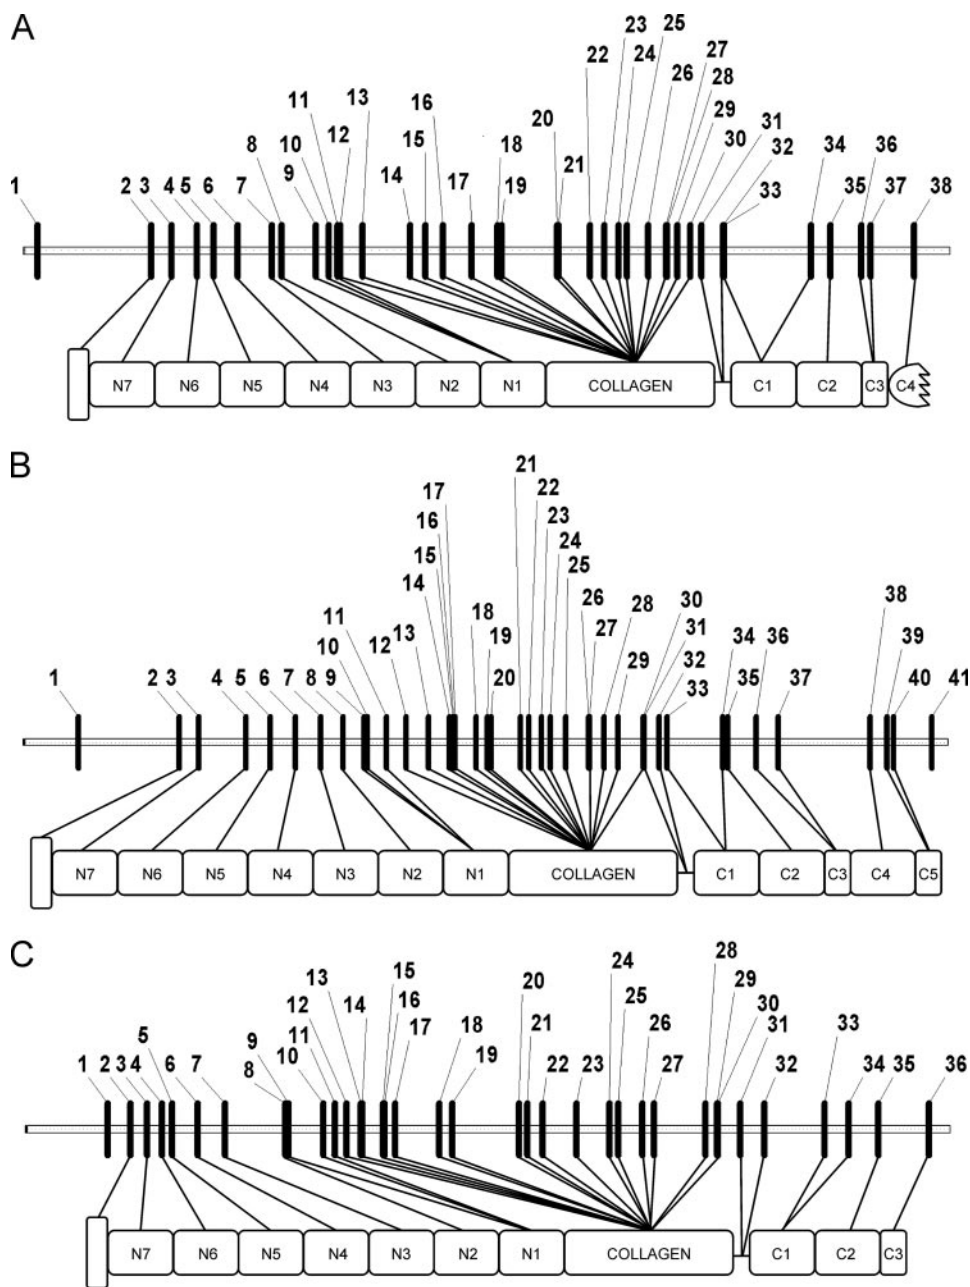 A
1 2 3 4 5 6 7 8 9 10 11 12 13 14 15 16 17 18 19 20 21 22 23 24 25 26 27 28 29 30 31 32 33 34 35 36 37 38
N7 N6 N5 N4 N3 N2 N1 COLLAGEN C1 C2 C3 C4
B
1 2 3 4 5 6 7 8 9 10 11 12 13 14 15 16 17 18 19 20 21 22 23 24 25 26 27 28 29 30 31 32 33 34 35 36 37 38 39 40 41
N7 N6 N5 N4 N3 N2 N1 COLLAGEN C1 C2 C3 C4 C5
C
1 2 3 4 5 6 7 8 9 10 11 12 13 14 15 16 17 18 19 20 21 22 23 24 25 26 27 28 29 30 31 32 33 34 35 36
N7 N6 N5 N4 N3 N2 N1 COLLAGEN C1 C2 C3